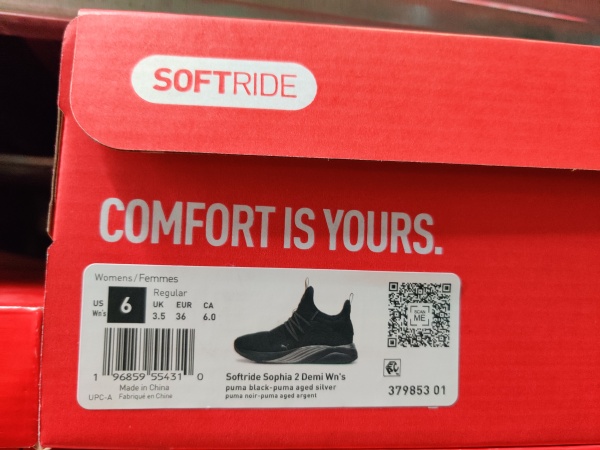 SOFTRIDE
COMFORT IS YOURS.
Womens/Femmes
Regular
US UK EUR CA
Wn's 6 3.5 36 6.0
SCAN
ME
1 96859 55431 0
Made in China
UPC-A Fabriqué en Chine
Softride Sophia 2 Demi Wn's
puma black-puma aged silver
puma noir-puma aged argent
379853 01